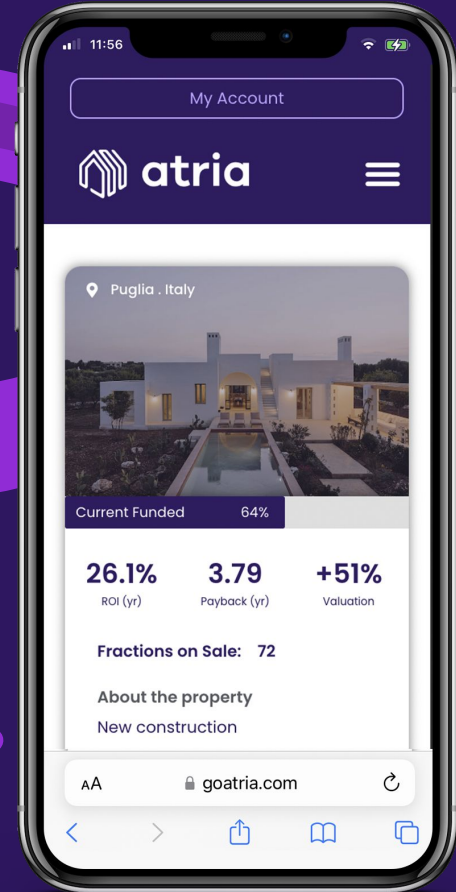 11:56
My Account
atria
Puglia . Italy
Current Funded 64%
26.1% 3.79 +51%
ROI (yr) Payback (yr) Valuation
Fractions on Sale: 72
About the property
New construction
AA goatria.com